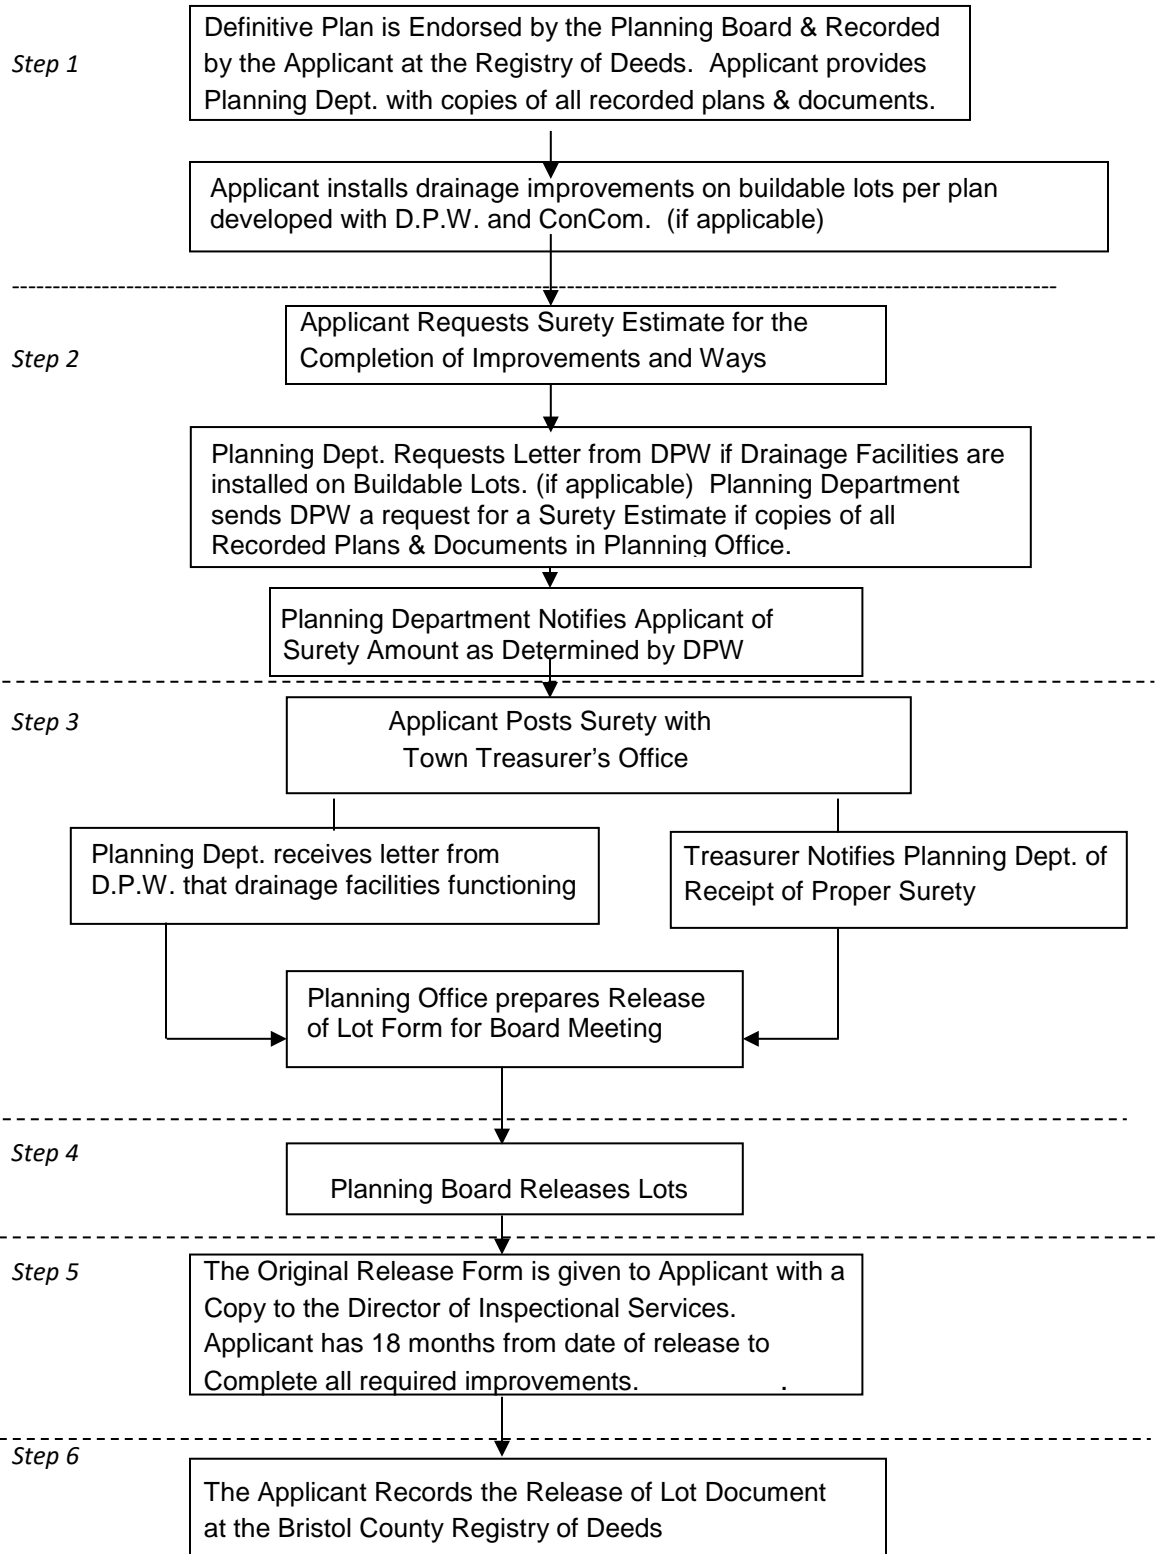 Step 1
Definitive Plan is Endorsed by the Planning Board & Recorded
by the Applicant at the Registry of Deeds.  Applicant provides
Planning Dept. with copies of all recorded plans & documents.
Applicant installs drainage improvements on buildable lots per plan
developed with D.P.W. and ConCom.  (if applicable)
Step 2
Applicant Requests Surety Estimate for the
Completion of Improvements and Ways
Planning Dept. Requests Letter from DPW if Drainage Facilities are
installed on Buildable Lots. (if applicable)  Planning Department
sends DPW a request for a Surety Estimate if copies of all
Recorded Plans & Documents in Planning Office.
Planning Department Notifies Applicant of
Surety Amount as Determined by DPW
Step 3
Applicant Posts Surety with
Town Treasurer's Office
Planning Dept. receives letter from
D.P.W. that drainage facilities functioning
Treasurer Notifies Planning Dept. of
Receipt of Proper Surety
Planning Office prepares Release
of Lot Form for Board Meeting
Step 4
Planning Board Releases Lots
Step 5
The Original Release Form is given to Applicant with a
Copy to the Director of Inspectional Services.
Applicant has 18 months from date of release to
Complete all required improvements.                    .
Step 6
The Applicant Records the Release of Lot Document
at the Bristol County Registry of Deeds